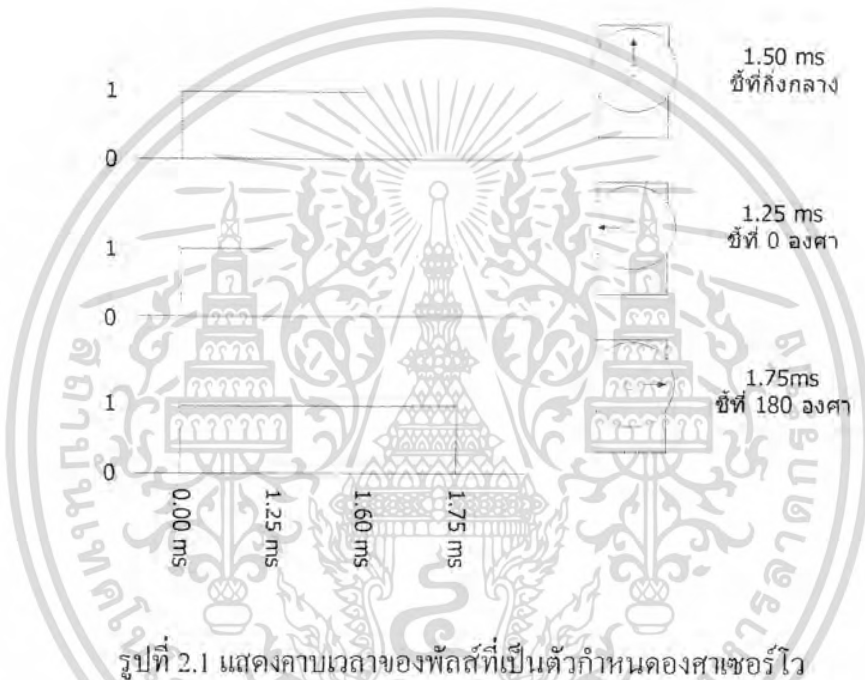 1
0
1.50 ms
ชี้ที่กึ่งกลาง
1
0
1.25 ms
ชี้ที่ 0 องศา
1
0
1.75ms
ชี้ที่ 180 องศา
0.00 ms
1.25 ms
1.60 ms
1.75 ms
รูปที่ 2.1 แสดงคาบเวลาของพัลส์ที่เป็นตัวกำหนดองศาเซอร์โว